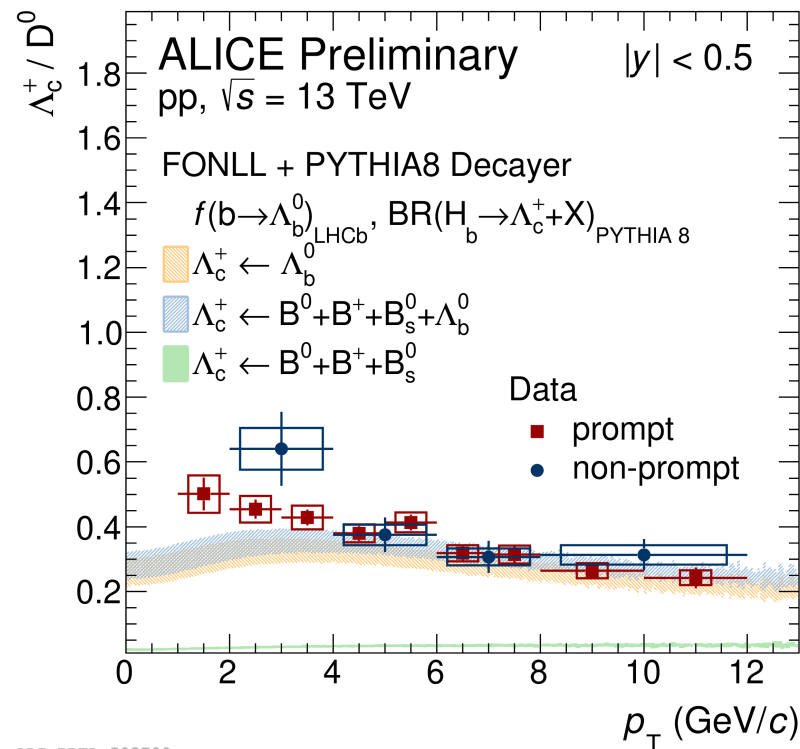 Λc+ / D0
ALICE Preliminary
|y| < 0.5
pp, √s = 13 TeV
FONLL + PYTHIA8 Decayer
f(b→Λb0)LHCb, BR(Hb→Λc++X)PYTHIA 8
Λc+ ← Λb0
Λc+ ← B0+B++Bs0+Λb0
Λc+ ← B0+B++Bs0
Data
prompt
non-prompt
1.8
1.6
1.4
1.2
1.0
0.8
0.6
0.4
0.2
0 2 4 6 8 10 12
pT (GeV/c)